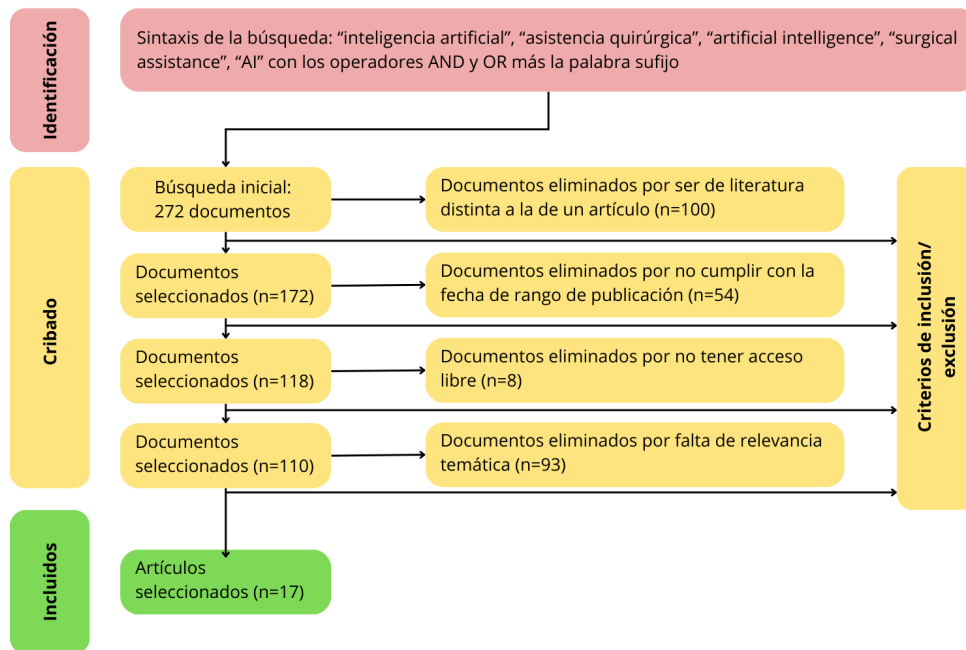 Identificación
Sintaxis de la búsqueda: “inteligencia artificial”, “asistencia quirúrgica”, “artificial intelligence”, “surgical
assistance”, “AI” con los operadores AND y OR más la palabra sufijo
Cribado
Búsqueda inicial:
272 documentos
Documentos eliminados por ser de literatura
distinta a la de un artículo (n=100)
Documentos
seleccionados (n=172)
Documentos eliminados por no cumplir con la
fecha de rango de publicación (n=54)
Documentos
seleccionados (n=118)
Documentos eliminados por no tener acceso
libre (n=8)
Documentos
seleccionados (n=110)
Documentos eliminados por falta de relevancia
temática (n=93)
Criterios de inclusión/
exclusión
Incluidos
Artículos
seleccionados (n=17)